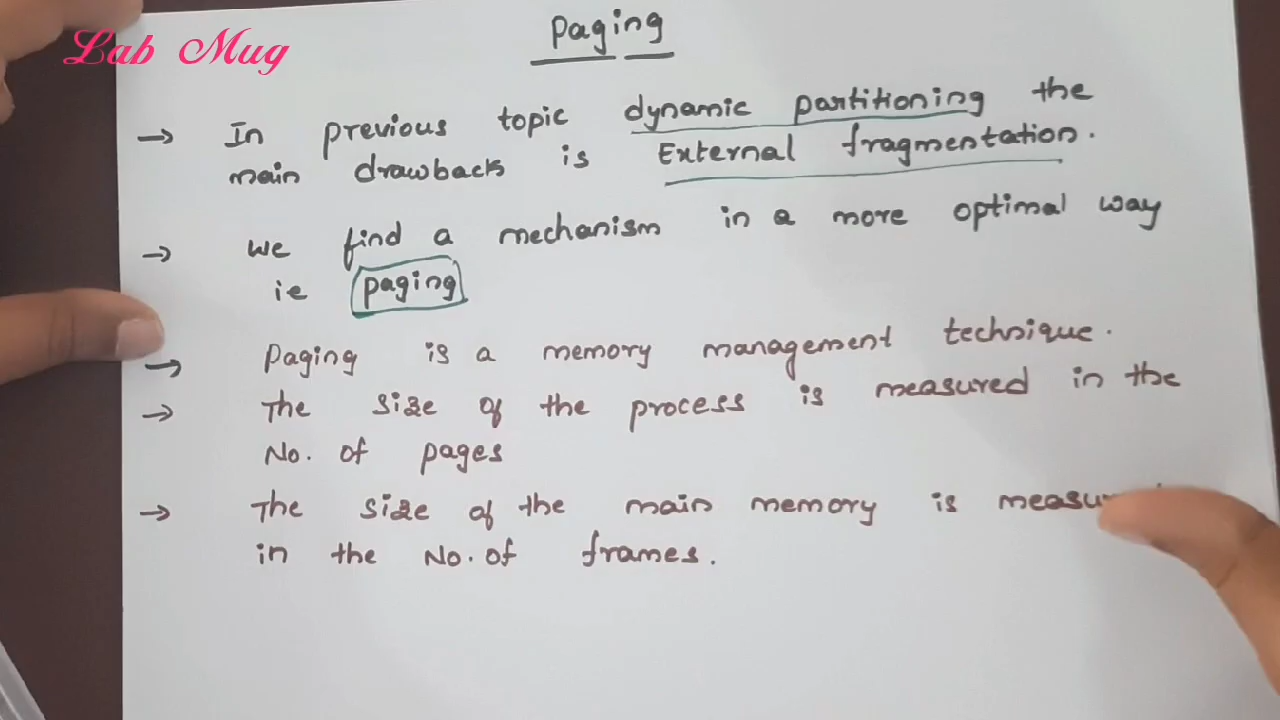 Lab Mug
Paging
→ In previous topic dynamic partitioning the
main drawback is External fragmentation.
→ We find a mechanism in a more optimal way
ie paging
→ Paging is a memory management technique.
→ The size of the process is measured in the
No. of pages
→ The size of the main memory is
in the No. of frames.